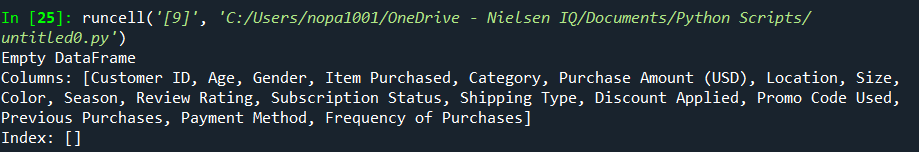 In [25]: runcell('[9]', 'C:/Users/nopa1001/OneDrive - Nielsen IQ/Documents/Python Scripts/
untitled0.py')
Empty DataFrame
Columns: [Customer ID, Age, Gender, Item Purchased, Category, Purchase Amount (USD), Location, Size,
Color, Season, Review Rating, Subscription Status, Shipping Type, Discount Applied, Promo Code Used,
Previous Purchases, Payment Method, Frequency of Purchases]
Index: []